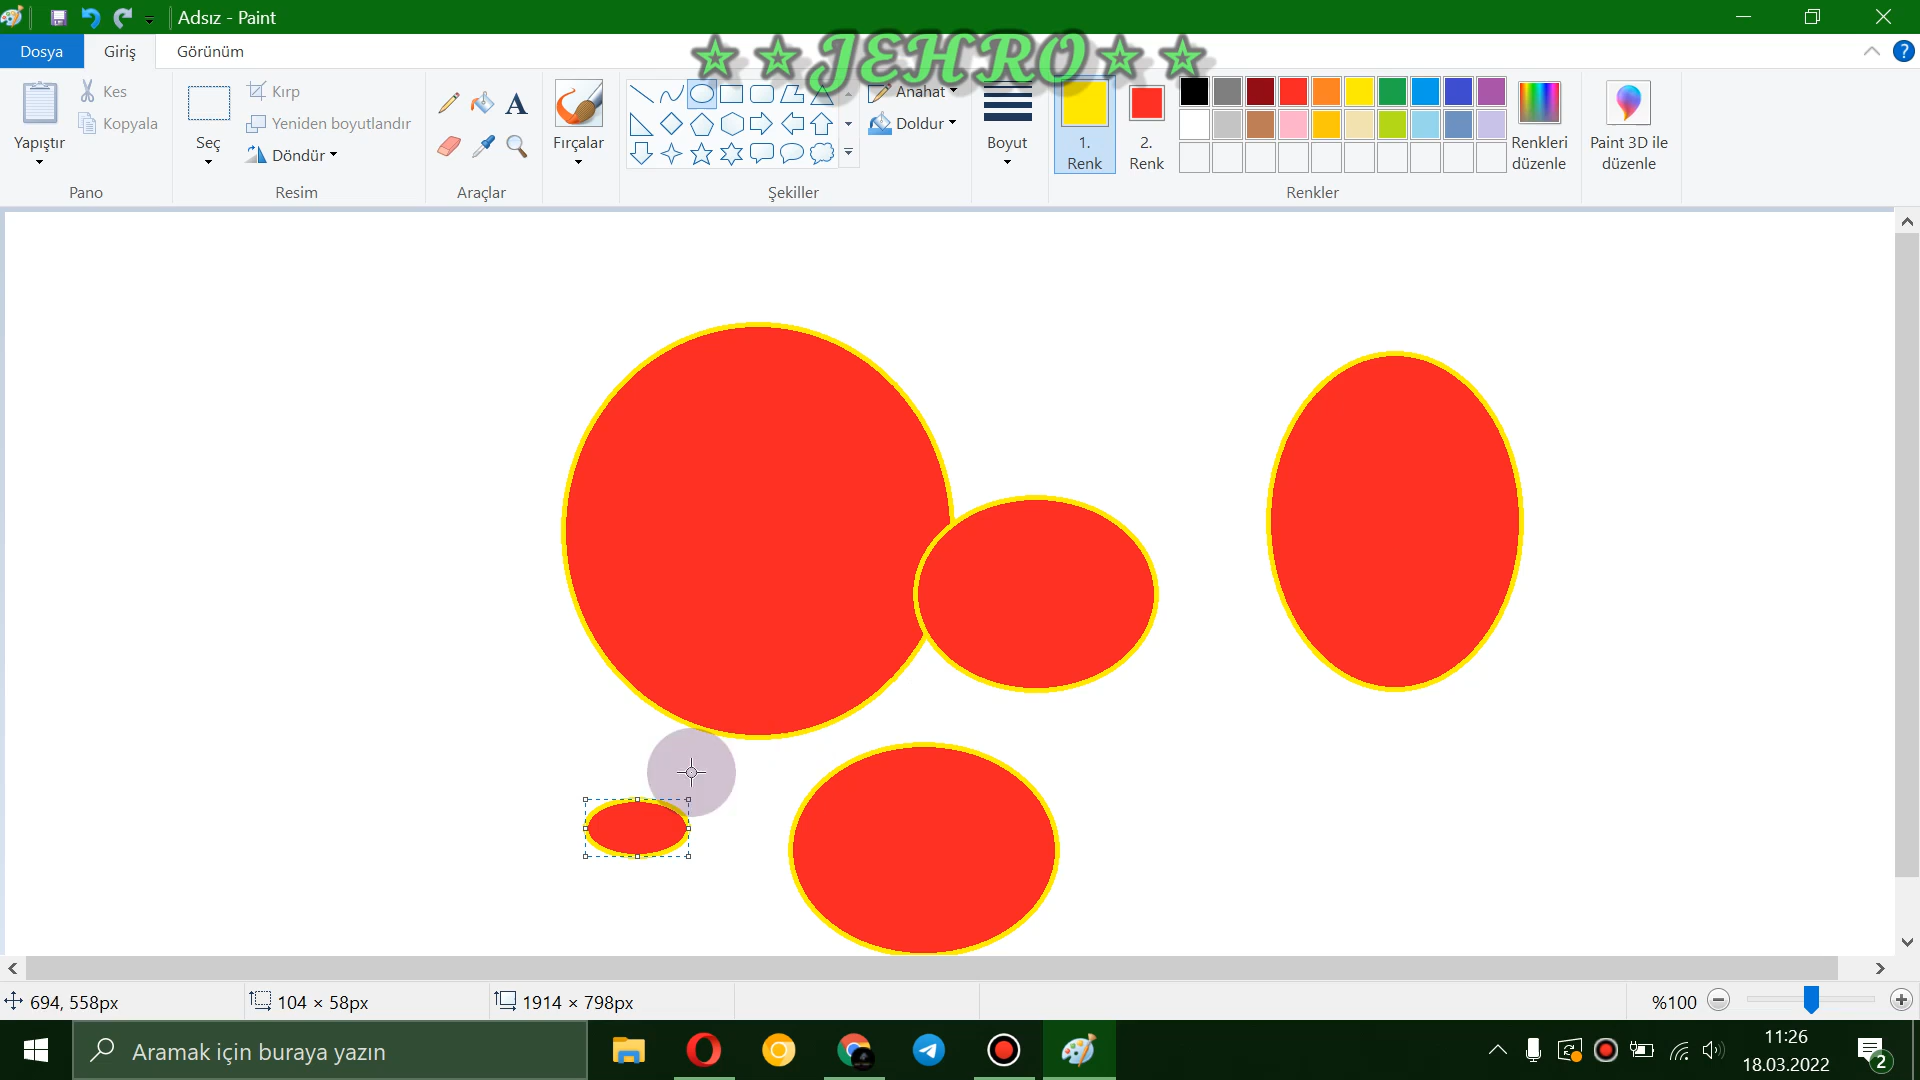 Adsız - Paint
☆ ☆ JEHRO ☆ ☆
Dosya
Giriş
Görünüm
?
Yapıştır
Kes
Kopyala
Pano
Seç
Kırp
Yeniden boyutlandır
Döndür
Resim
A
Araçlar
Fırçalar
Şekiller
Anahat
Doldur
Boyut
1.
Renk
2.
Renk
Renkler
Renkleri
düzenle
Paint 3D ile
düzenle
694, 558px
104 × 58px
1914 × 798px
%100
Aramak için buraya yazın
11:26
18.03.2022
2